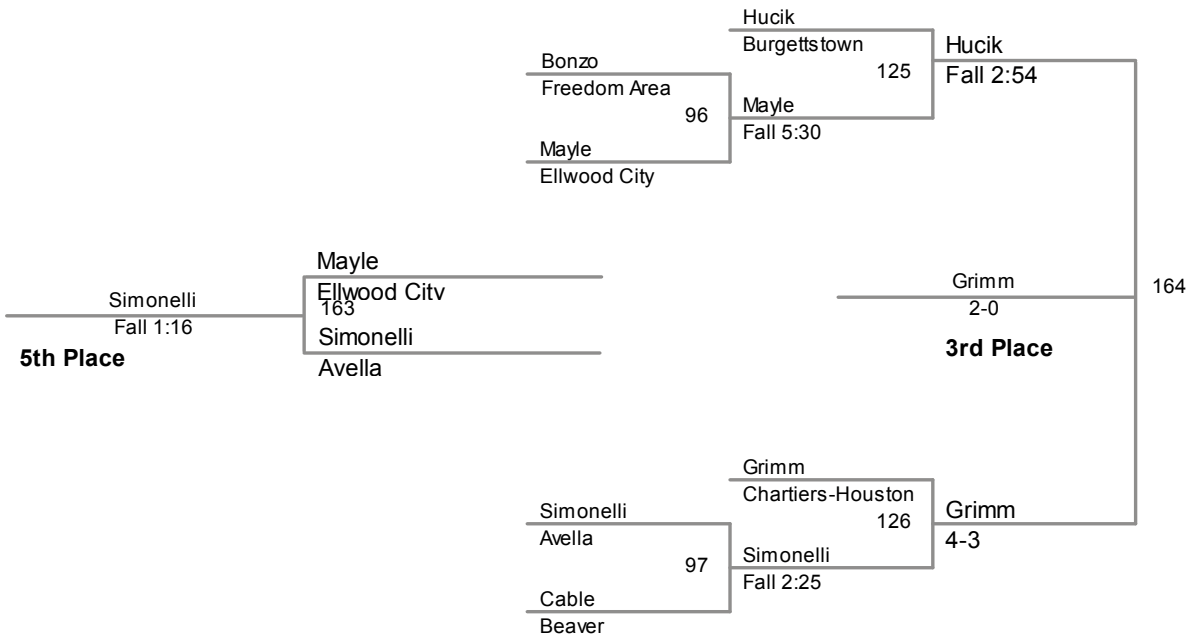 Hucik
Burgettstown
125
Hucik
Fall 2:54
Bonzo
Freedom Area
96
Mayle
Fall 5:30
Mayle
Ellwood City
Mayle
Ellwood City
163
Simonelli
Fall 1:16
Simonelli
Avella
5th Place
Grimm
2-0
164
3rd Place
Grimm
Chartiers-Houston
126
Grimm
4-3
Simonelli
Avella
97
Simonelli
Fall 2:25
Cable
Beaver